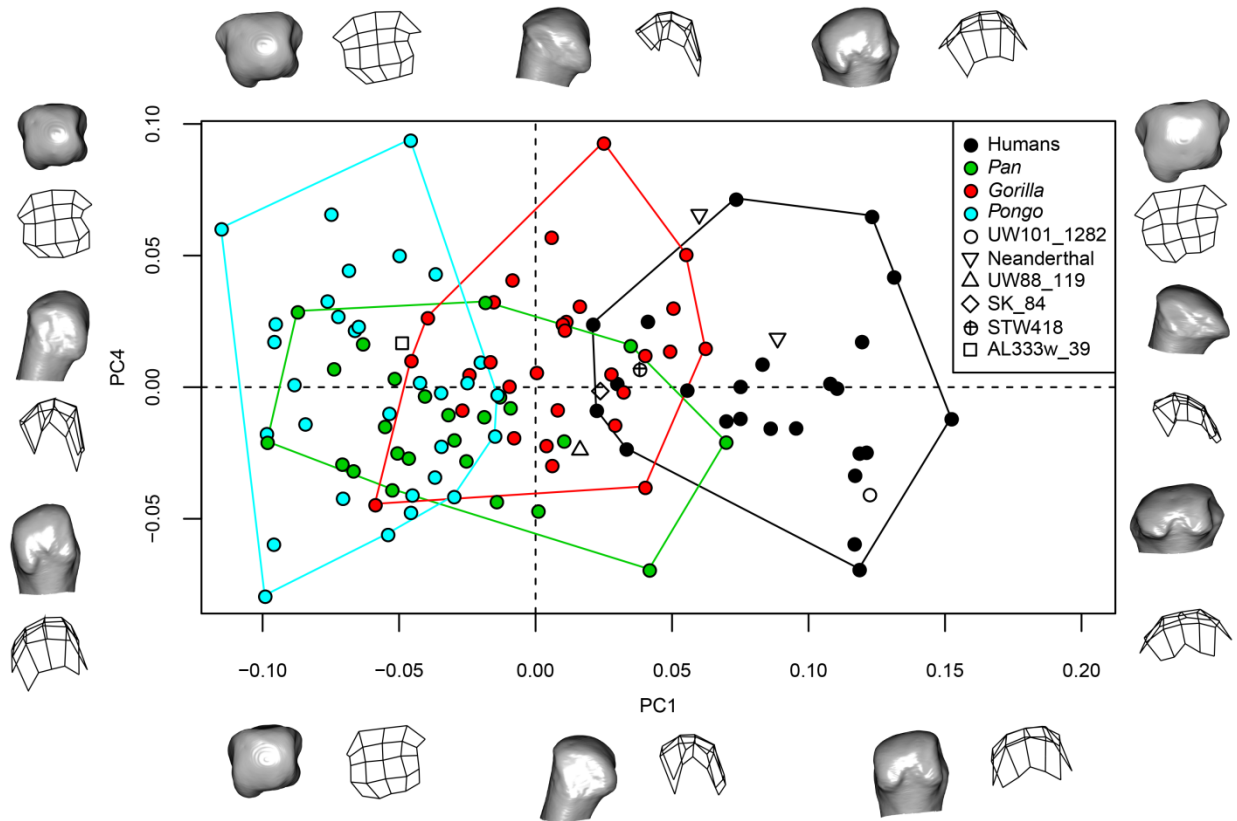 0.10
0.05
0.00
−0.05
PC4
Humans
Pan
Gorilla
Pongo
UW101_1282
Neanderthal
UW88_119
SK_84
STW418
AL333w_39
−0.10 −0.05 0.00 0.05 0.10 0.15 0.20
PC1